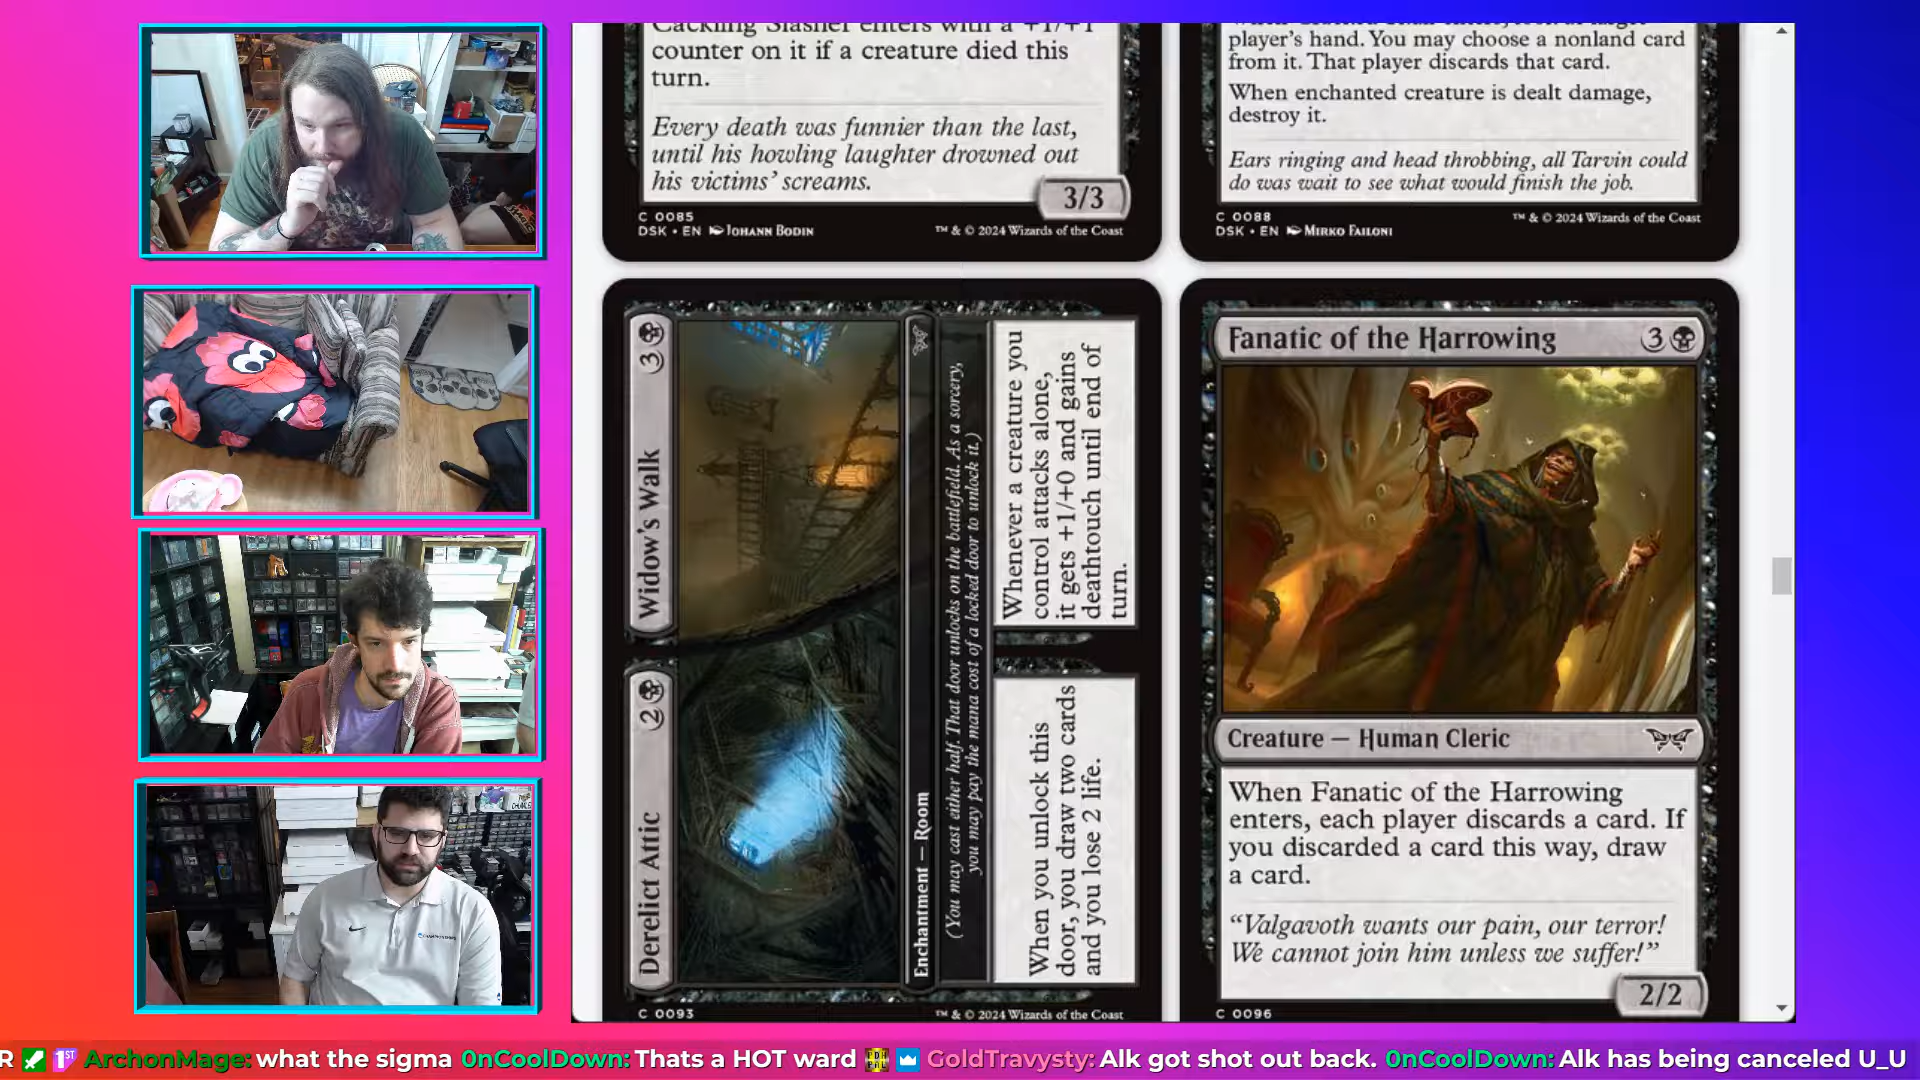 Cackling Slasher enters with a +1/+1
counter on it if a creature died this
turn.
Every death was funnier than the last,
until his howling laughter drowned out
his victims' screams.
3/3
C 0085
DSK • EN JOHANN BODIN
™ & © 2024 Wizards of the Coast
player's hand. You may choose a nonland card
from it. That player discards that card.
When enchanted creature is dealt damage,
destroy it.
Ears ringing and head throbbing, all Tarvin could
do was wait to see what would finish the job.
C 0088
DSK • EN MIRKO FAILONI
™ & © 2024 Wizards of the Coast
Derelict Attic 2
When you unlock this
door, you draw two cards
and you lose 2 life.
Widow's Walk 3
Whenever a creature you
control attacks alone,
it gets +1/+0 and gains
deathtouch until end of
turn.
Enchantment — Room
(You may cast either half. That door unlocks on the battlefield. As a sorcery,
you may pay the mana cost of a locked door to unlock it.)
C 0093
™ & © 2024 Wizards of the Coast
Fanatic of the Harrowing 3
Creature — Human Cleric
When Fanatic of the Harrowing
enters, each player discards a card. If
you discarded a card this way, draw
a card.
"Valgavoth wants our pain, our terror!
We cannot join him unless we suffer!"
2/2
C 0096
R 1ST ArchonMage: what the sigma 0nCoolDown: Thats a HOT ward GoldTravysty: Alk got shot out back. 0nCoolDown: Alk has being canceled U_U